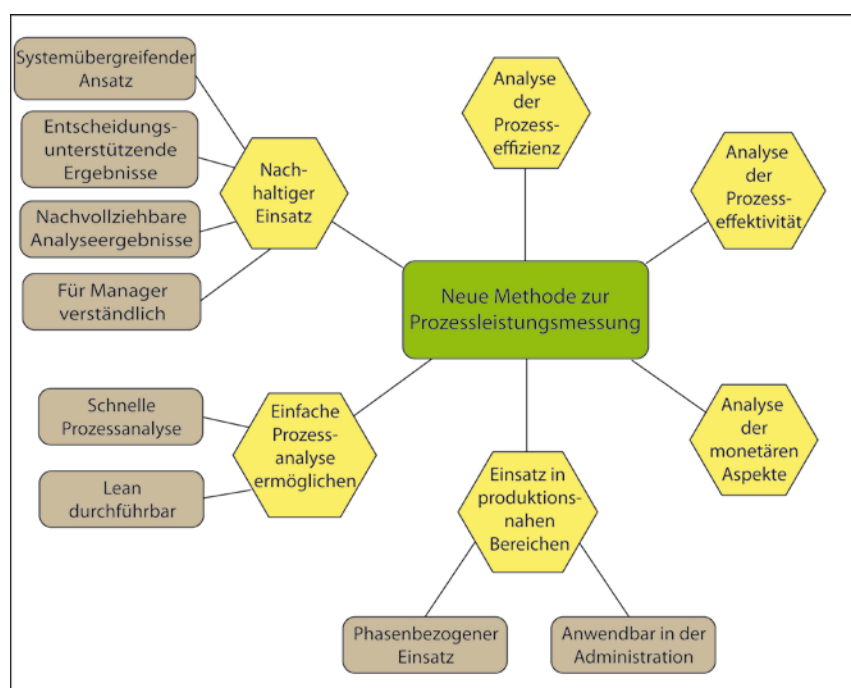 Systemübergreifender
Ansatz
Entscheidungs-
unterstützende
Ergebnisse
Nachvollziehbare
Analyseergebnisse
Für Manager
verständlich
Nach-
haltiger
Einsatz
Analyse
der
Prozess-
effizienz
Analyse
der
Prozess-
effektivität
Neue Methode zur
Prozessleistungsmessung
Schnelle
Prozessanalyse
Lean
durchführbar
Einfache
Prozess-
analyse
ermöglichen
Einsatz in
produktions-
nahen
Bereichen
Analyse
der
monetären
Aspekte
Phasenbezogener
Einsatz
Anwendbar in der
Administration